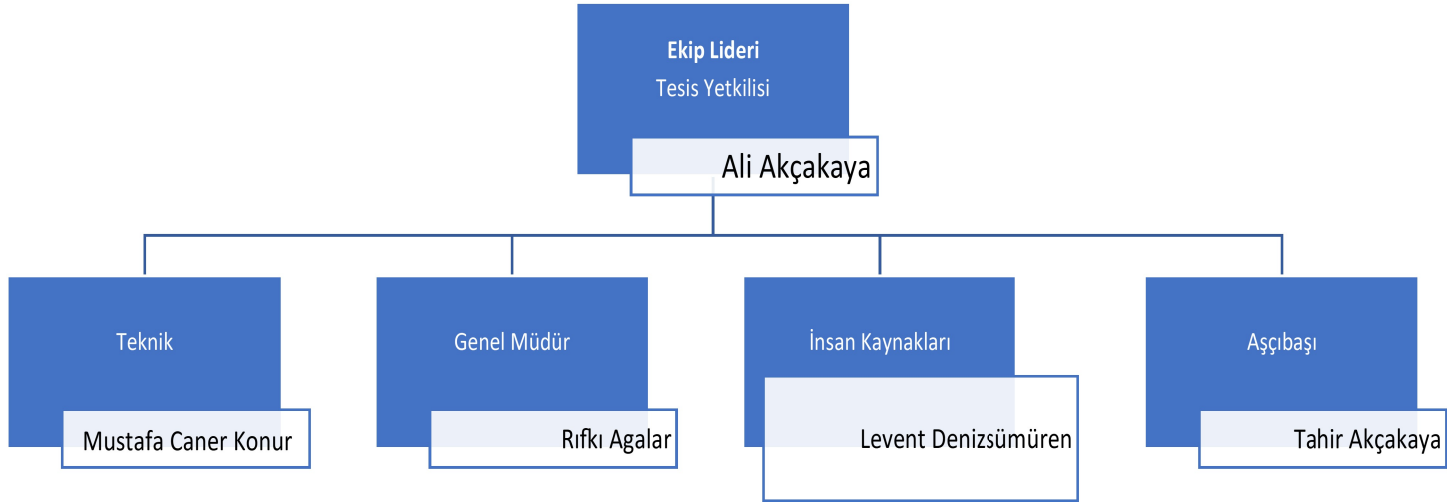 Ekip Lideri
Tesis Yetkilisi
Ali Akçakaya
Teknik
Mustafa Caner Konur
Genel Müdür
Rıfkı Agalar
İnsan Kaynakları
Levent Denizsümüren
Aşçıbaşı
Tahir Akçakaya